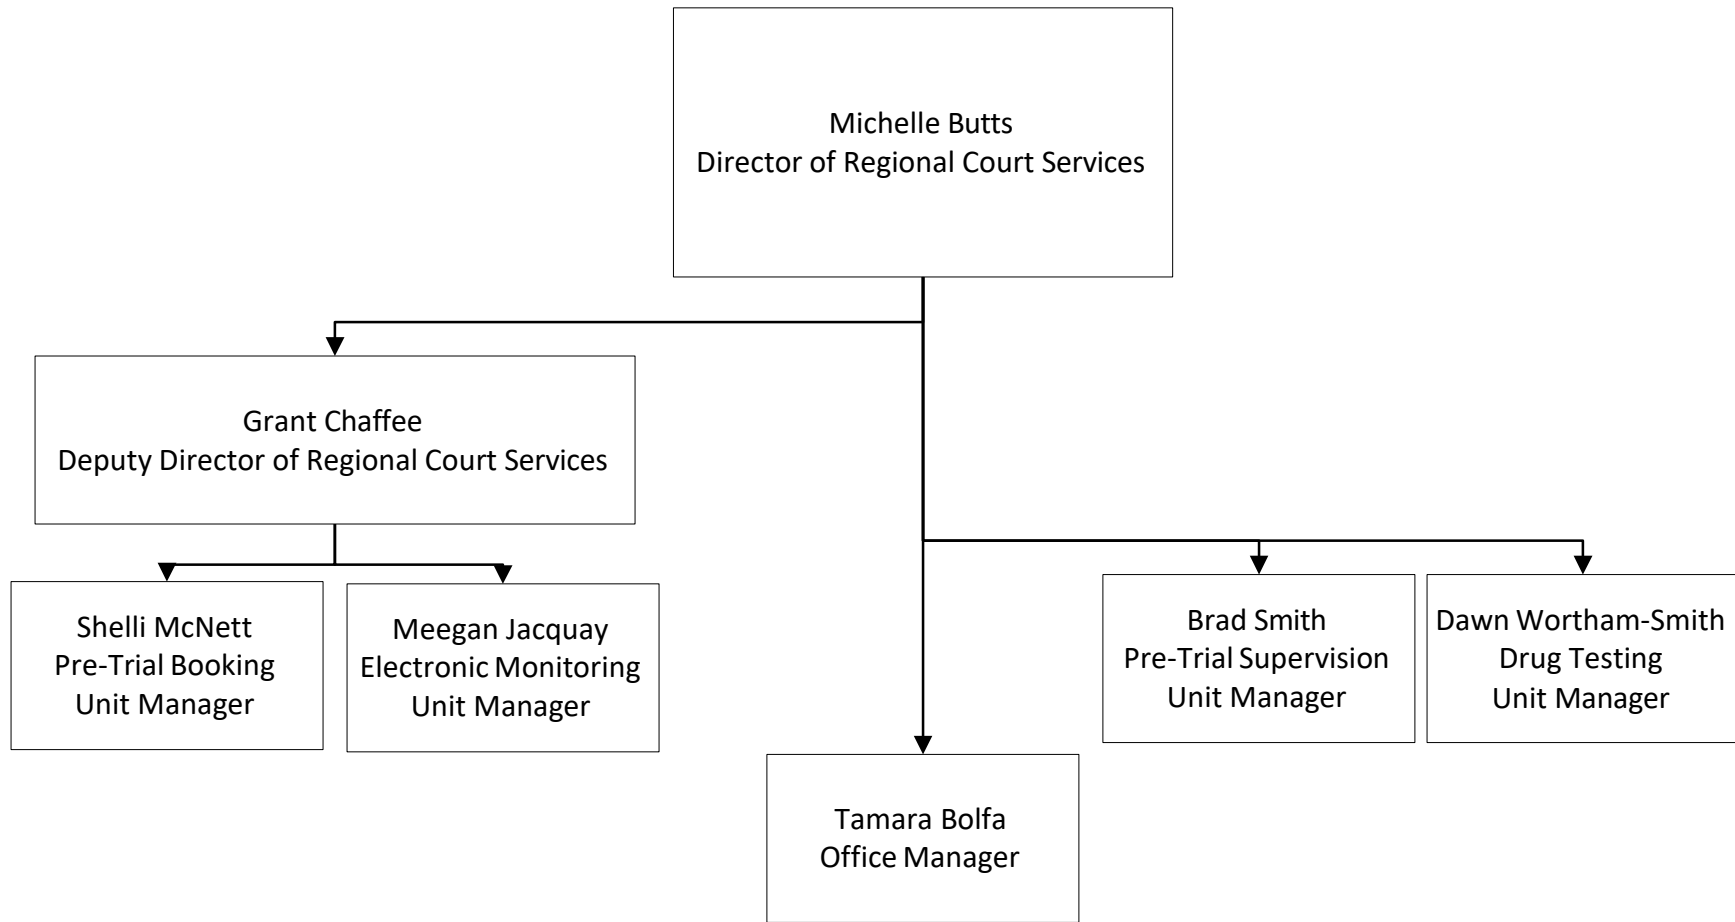 Michelle Butts
Director of Regional Court Services
Grant Chaffee
Deputy Director of Regional Court Services
Shelli McNett
Pre-Trial Booking
Unit Manager
Meegan Jacquay
Electronic Monitoring
Unit Manager
Brad Smith
Pre-Trial Supervision
Unit Manager
Dawn Wortham-Smith
Drug Testing
Unit Manager
Tamara Bolfa
Office Manager